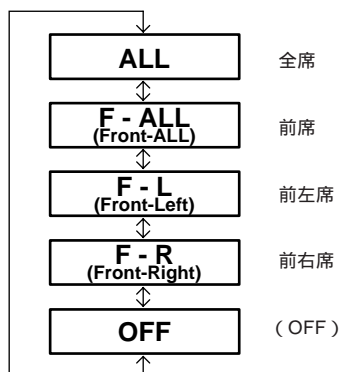 ALL
全席
F - ALL
(Front-ALL)
前席
F - L
(Front-Left)
前左席
F - R
(Front-Right)
前右席
OFF
（OFF）